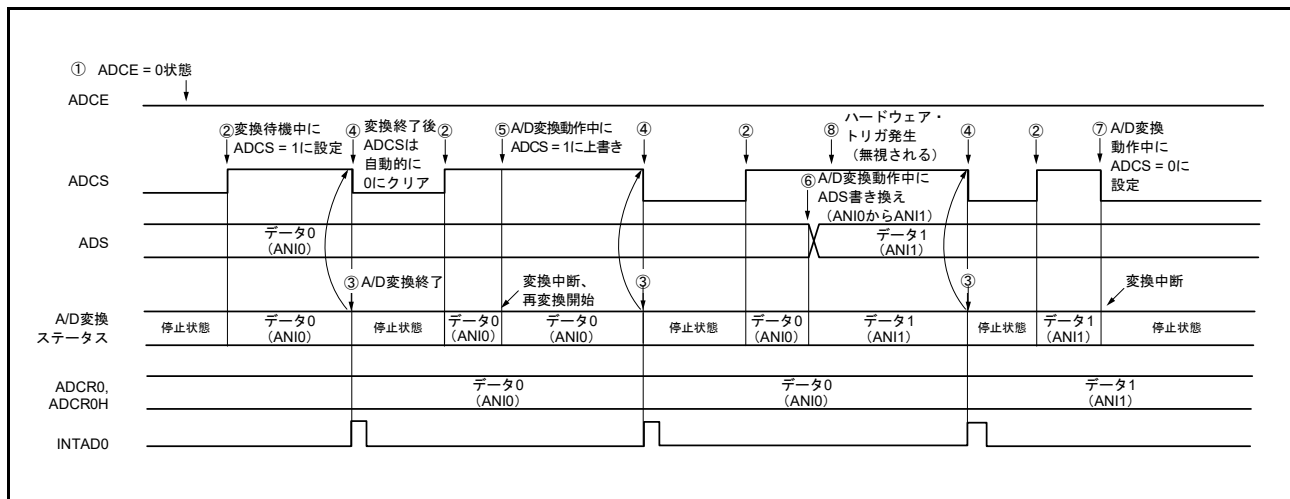 ① ADCE = 0状態
ADCE
②変換待機中に
ADCS = 1に設定
④ 変換終了後
ADCSは
自動的に
0にクリア
②
⑤A/D変換動作中に
ADCS = 1に上書き
④
②
⑧ ハードウェア・
トリガ発生
(無視される)
④
②
⑦ A/D変換
動作中に
ADCS = 0に
設定
ADCS
⑥ A/D変換動作中に
ADS書き換え
(ANI0からANI1)
ADS
データ0
(ANI0)
データ1
(ANI1)
③ A/D変換終了
変換中断、
再変換開始
③
③
変換中断
A/D変換
ステータス
停止状態
データ0
(ANI0)
停止状態
データ0
(ANI0)
データ0
(ANI0)
停止状態
データ0
(ANI0)
データ1
(ANI1)
停止状態
データ1
(ANI1)
停止状態
ADCR0,
ADCR0H
データ0
(ANI0)
データ0
(ANI0)
データ1
(ANI1)
INTAD0